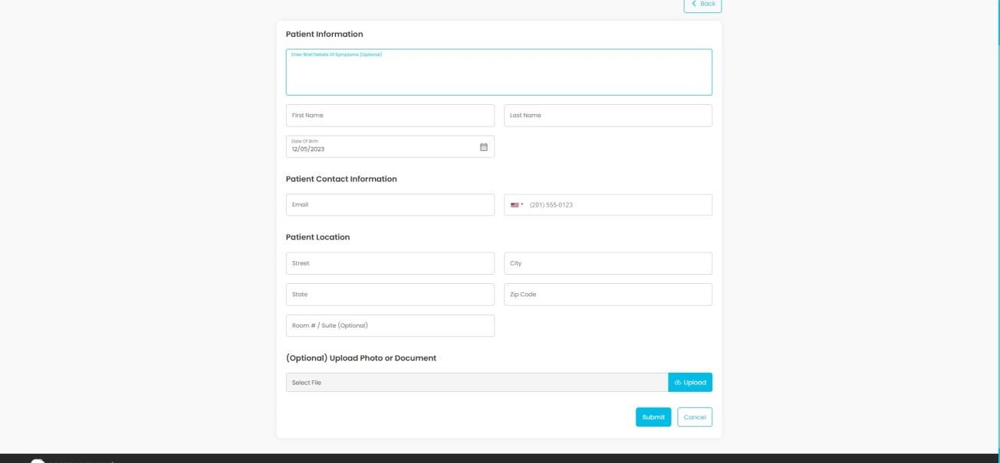 Back
Patient Information
Enter Brief Details Of Symptoms (Optional)
First Name
Last Name
Date Of Birth
12/05/2023
Patient Contact Information
Email
(201) 555-0123
Patient Location
Street
City
State
Zip Code
Room # / Suite (Optional)
(Optional) Upload Photo or Document
Select File
Upload
Submit
Cancel